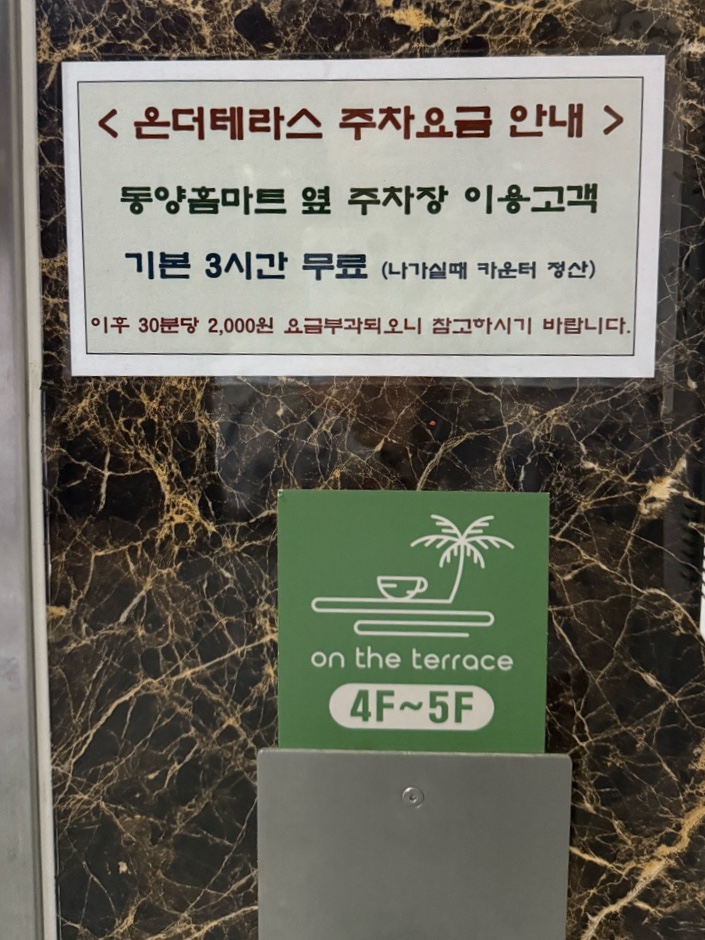 < 온더테라스 주차요금 안내 >
동양홈마트 옆 주차장 이용고객
기본 3시간 무료 (나가실때 카운터 정산)
이후 30분당 2,000원 요금부과되오니 참고하시기 바랍니다.
on the terrace
4F~5F